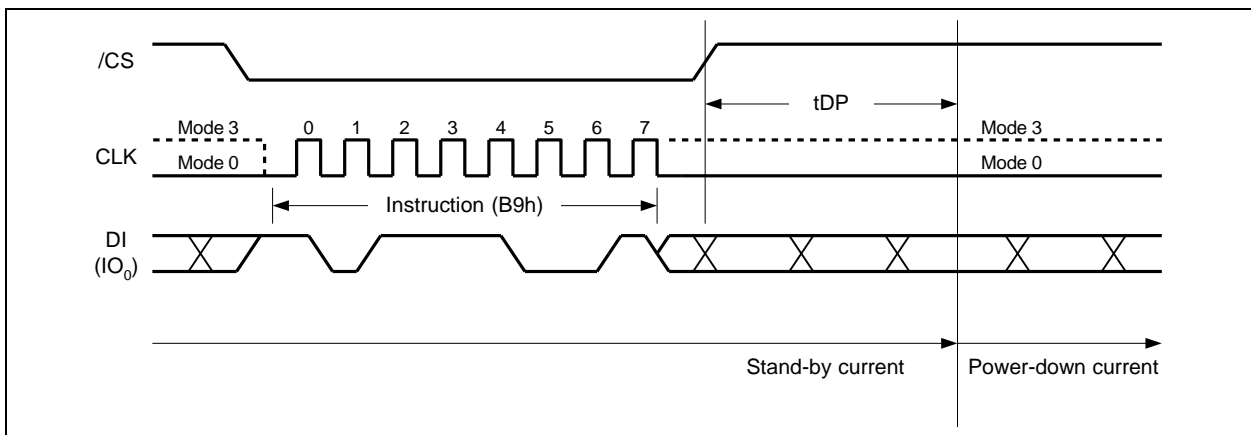 /CS
tDP
Mode 3 0 1 2 3 4 5 6 7 Mode 3
CLK
Mode 0 Mode 0
Instruction (B9h)
DI
(IO₀)
Stand-by current Power-down current